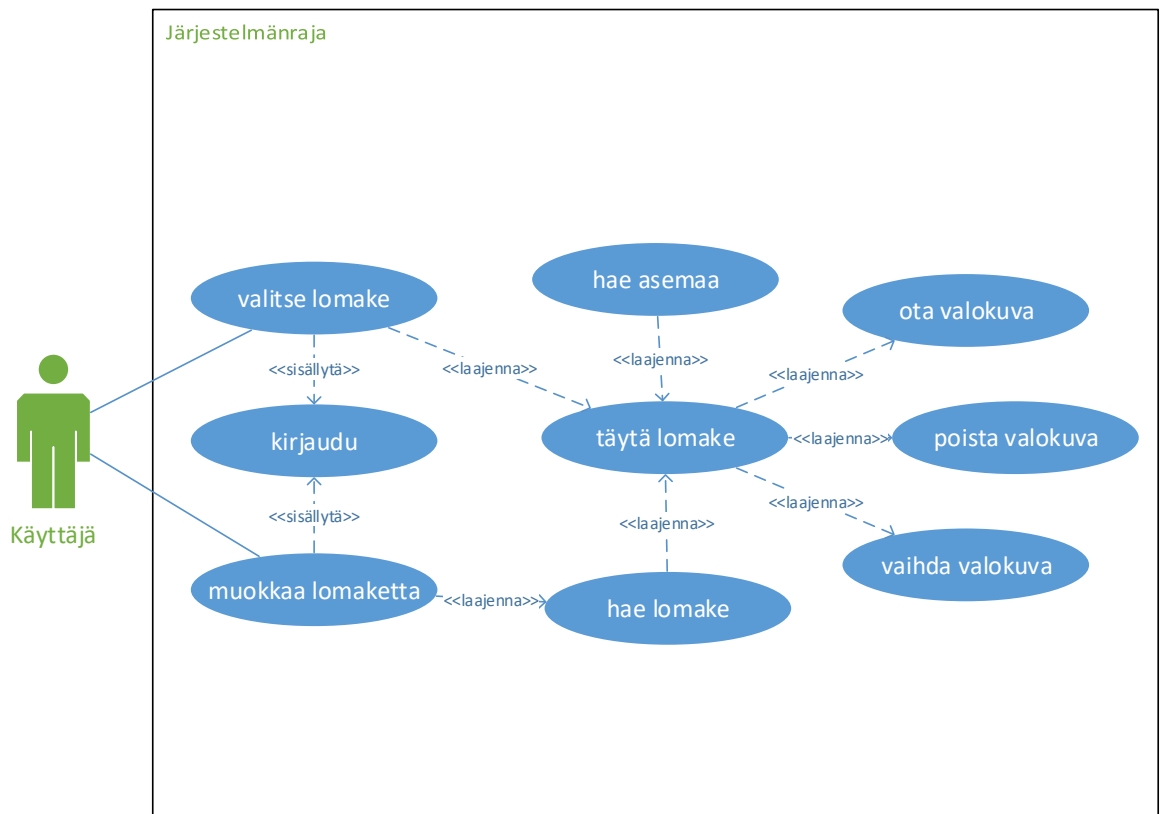 Järjestelmänraja
valitse lomake
hae asemaa
ota valokuva
<<sisällytä>>
<<laajenna>>
<<laajenna>>
<<laajenna>>
kirjaudu
täytä lomake
<<laajenna>>
poista valokuva
<<sisällytä>>
<<laajenna>>
<<laajenna>>
Käyttäjä
muokkaa lomaketta
<<laajenna>>
hae lomake
vaihda valokuva